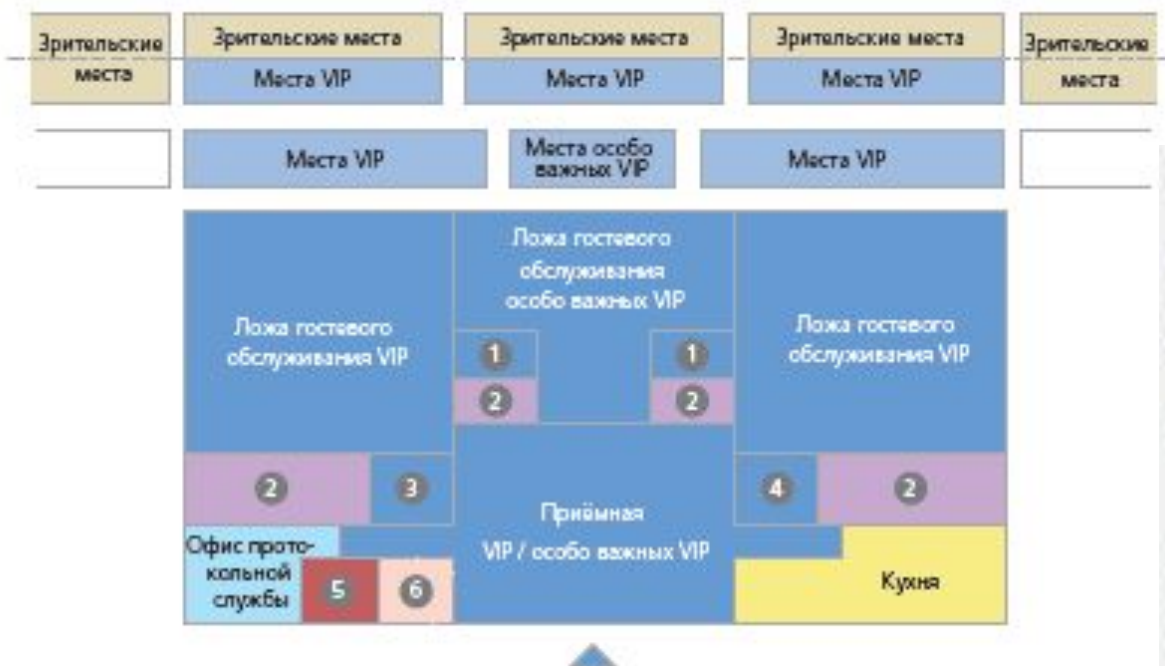 Зрительские
места
Зрительские места
Места VIP
Зрительские места
Места VIP
Зрительские места
Места VIP
Зрительские
места
Места VIP
Места особо
важных VIP
Места VIP
Ложа гостевого
обслуживания VIP
Ложа гостевого
обслуживания
особо важных VIP
Ложа гостевого
обслуживания VIP
1
1
2
2
2
3
4
2
Приёмная
VIP / особо важных VIP
Офис прото-
кольной
службы
5
6
Кухня